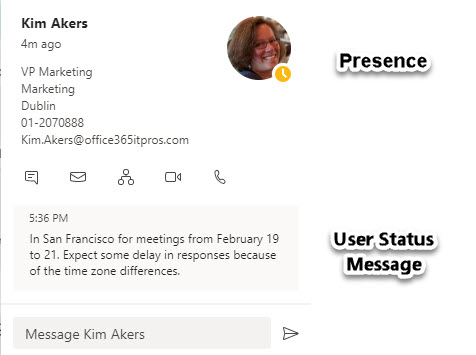 Kim Akers
4m ago
Presence
VP Marketing
Marketing
Dublin
01-2070888
Kim.Akers@office365itpros.com
5:36 PM
In San Francisco for meetings from February 19
to 21. Expect some delay in responses because
of the time zone differences.
User Status
Message
Message Kim Akers